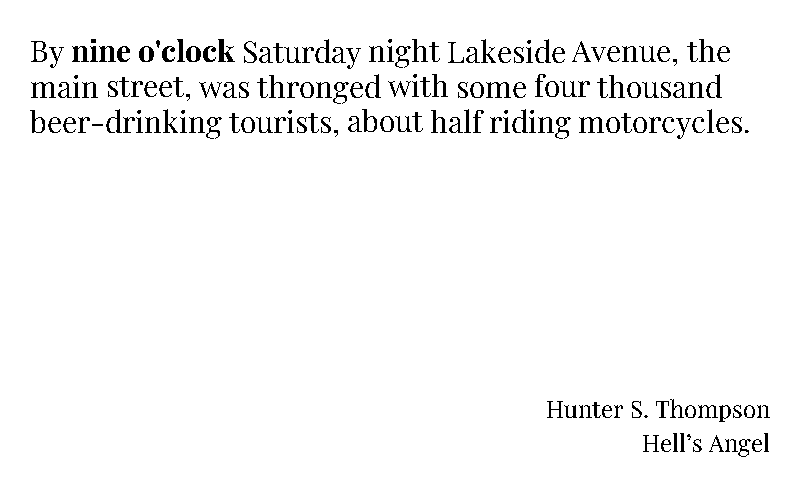 By nine o'clock Saturday night Lakeside Avenue, the
main street, was thronged with some four thousand
beer-drinking tourists, about half riding motorcycles.
Hunter S. Thompson
Hell’s Angel